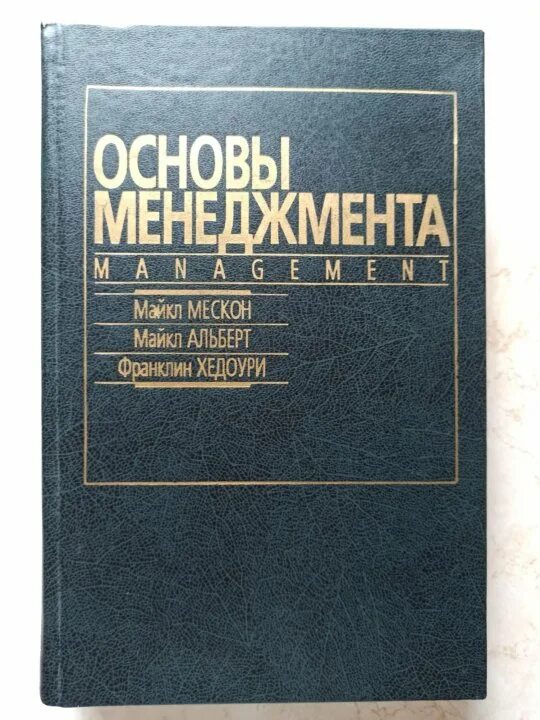 ОСНОВЫ
МЕНЕДЖМЕНТА
MANAGEMENT
Майкл МЕСКОН
Майкл АЛЬБЕРТ
Франклин ХЕДОУРИ